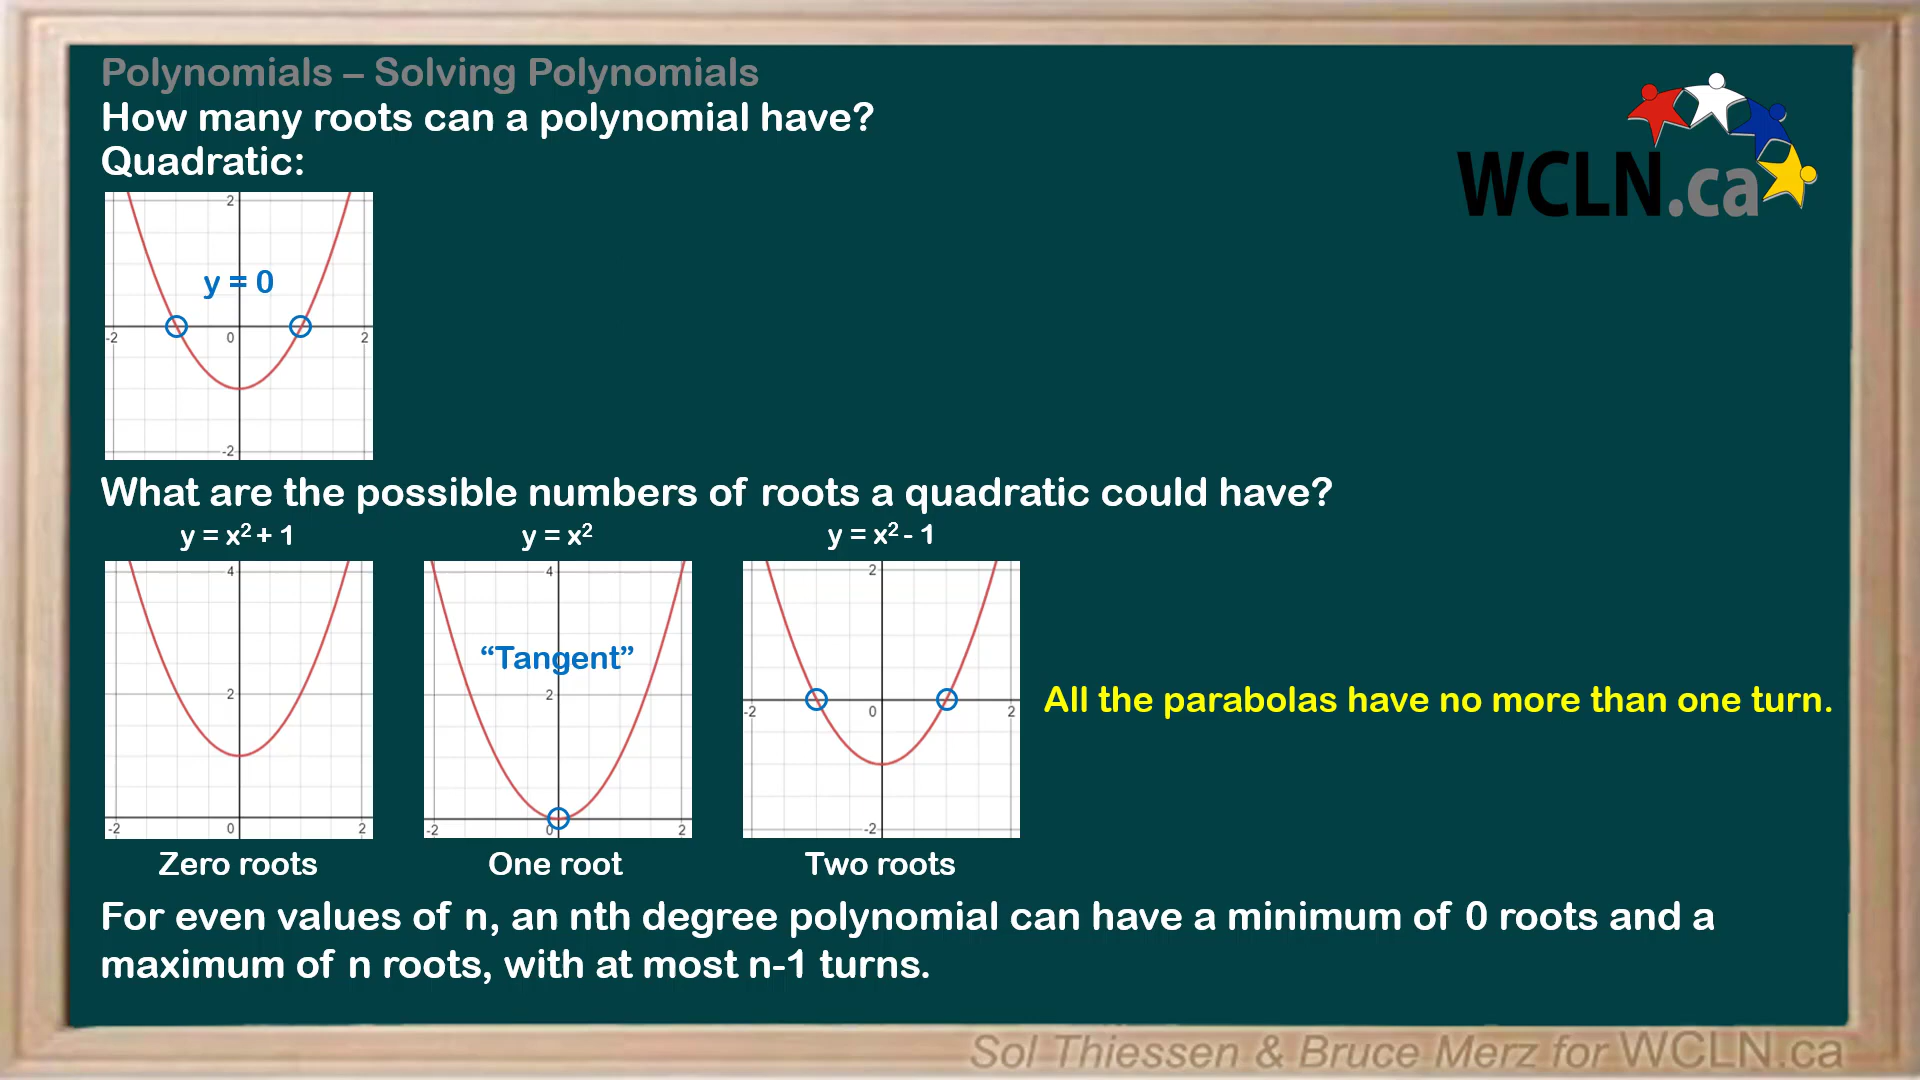 Polynomials – Solving Polynomials
How many roots can a polynomial have?
Quadratic:
WCLN.ca
2
y = 0
-2 0 2
-2
What are the possible numbers of roots a quadratic could have?
y = x² + 1
4
2
-2 0 2
Zero roots
y = x²
4
“Tangent”
2
-2 0 2
One root
y = x² - 1
2
-2 0 2
-2
Two roots
All the parabolas have no more than one turn.
For even values of n, an nth degree polynomial can have a minimum of 0 roots and a
maximum of n roots, with at most n-1 turns.
Sol Thiessen & Bruce Merz for WCLN.ca